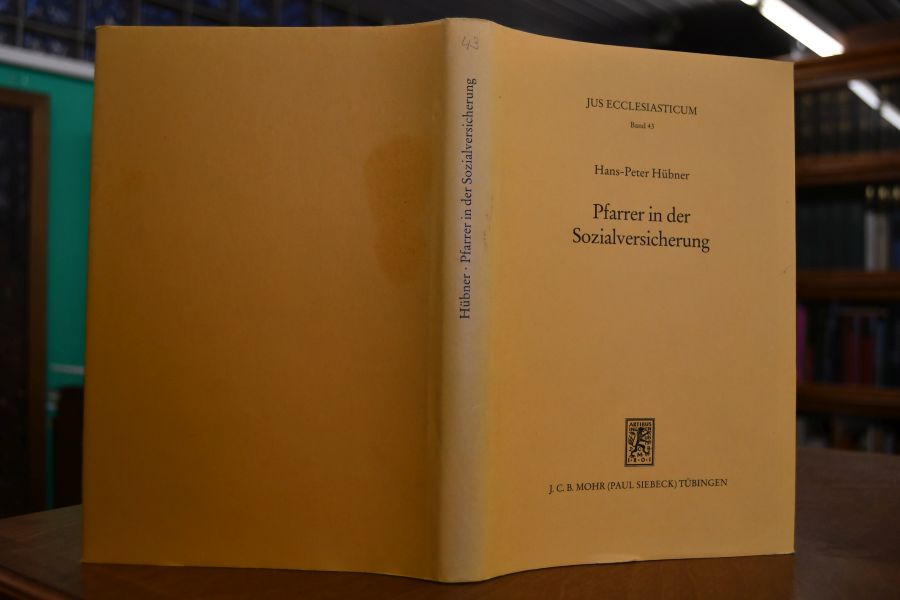 43
Hübner · Pfarrer in der Sozialversicherung
JUS ECCLESIASTICUM
Band 43
Hans-Peter Hübner
Pfarrer in der
Sozialversicherung
ARTIBUS
J. C. B. MOHR (PAUL SIEBECK) TÜBINGEN